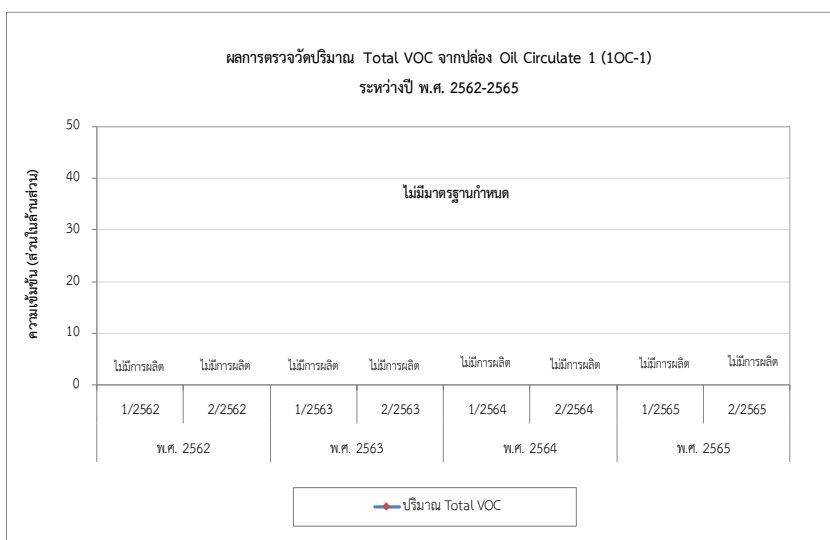 ผลการตรวจวัดปริมาณ Total VOC จากปล่อง Oil Circulate 1 (1OC-1)
ระหว่างปี พ.ศ. 2562-2565
ความเข้มข้น (ส่วนในล้านส่วน)
50
40
ไม่มีมาตรฐานกำหนด
30
20
10
ไม่มีการผลิต ไม่มีการผลิต ไม่มีการผลิต ไม่มีการผลิต ไม่มีการผลิต ไม่มีการผลิต ไม่มีการผลิต ไม่มีการผลิต
0
1/2562 2/2562 1/2563 2/2563 1/2564 2/2564 1/2565 2/2565
พ.ศ. 2562 พ.ศ. 2563 พ.ศ. 2564 พ.ศ. 2565
ปริมาณ Total VOC